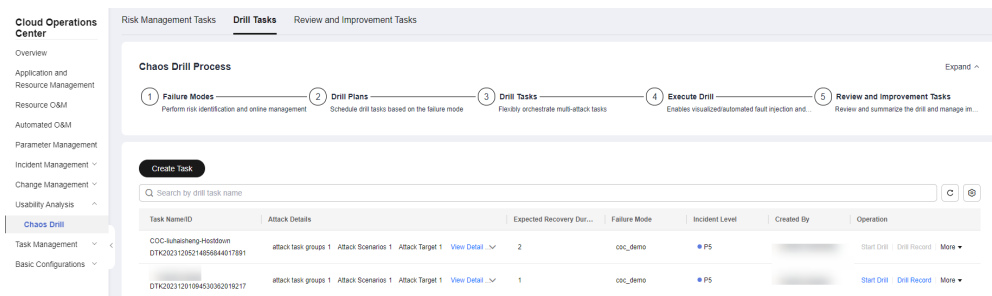 Cloud Operations
Center
Overview
Application and
Resource Management
Resource O&M
Automated O&M
Parameter Management
Incident Management
Change Management
Usability Analysis
Chaos Drill
Task Management
Basic Configurations
Risk Management Tasks Drill Tasks Review and Improvement Tasks
Chaos Drill Process Expand
1 Failure Modes 2 Drill Plans 3 Drill Tasks 4 Execute Drill 5 Review and Improvement Tasks
Perform risk identification and online management Schedule drill tasks based on the failure mode Flexibly orchestrate multi-attack tasks Enables visualized/automated fault injection and... Review and summarize the drill and manage im...
Create Task
Search by drill task name
Task Name/ID Attack Details Expected Recovery Dur... Failure Mode Incident Level Created By Operation
COC-liuhaisheng-Hostdown
DTK20231205214856844017891
attack task groups 1 Attack Scenarios 1 Attack Target 1 View Detail... 2 coc_demo P5 Start Drill Drill Record More
DTK20231201094530362019217
attack task groups 1 Attack Scenarios 1 Attack Target 1 View Detail... 1 coc_demo P5 Start Drill Drill Record More